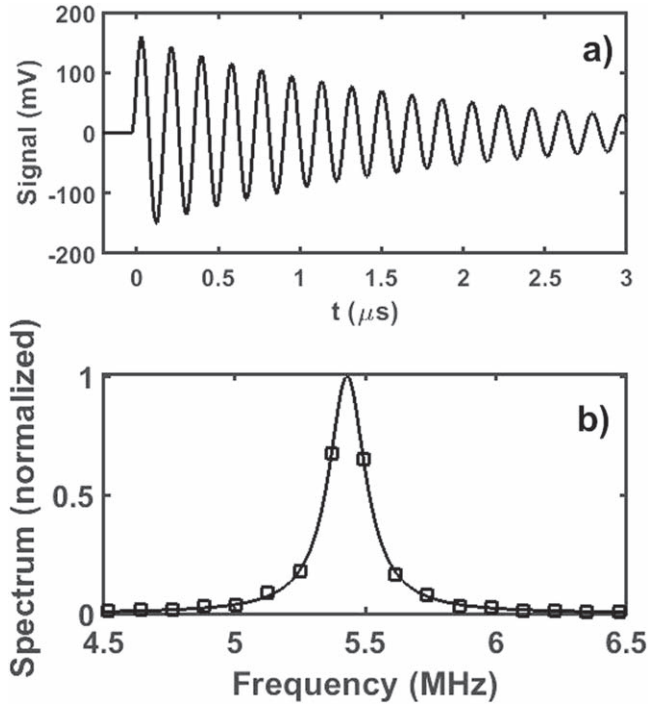 200
100
0
-100
-200
Signal (mV)
a)
0 0.5 1 1.5 2 2.5 3
t (μs)
1
0.5
0
Spectrum (normalized)
b)
4.5 5 5.5 6 6.5
Frequency (MHz)